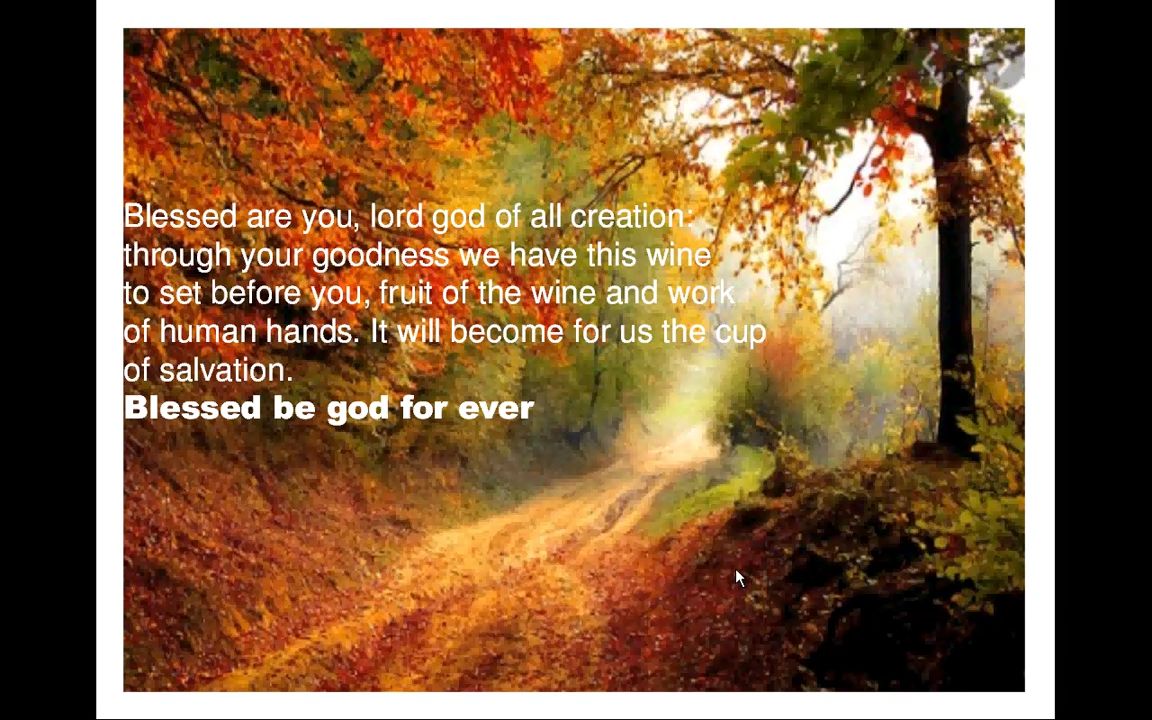 Blessed are you, lord god of all creation:
through your goodness we have this wine
to set before you, fruit of the wine and work
of human hands. It will become for us the cup
of salvation.
Blessed be god for ever